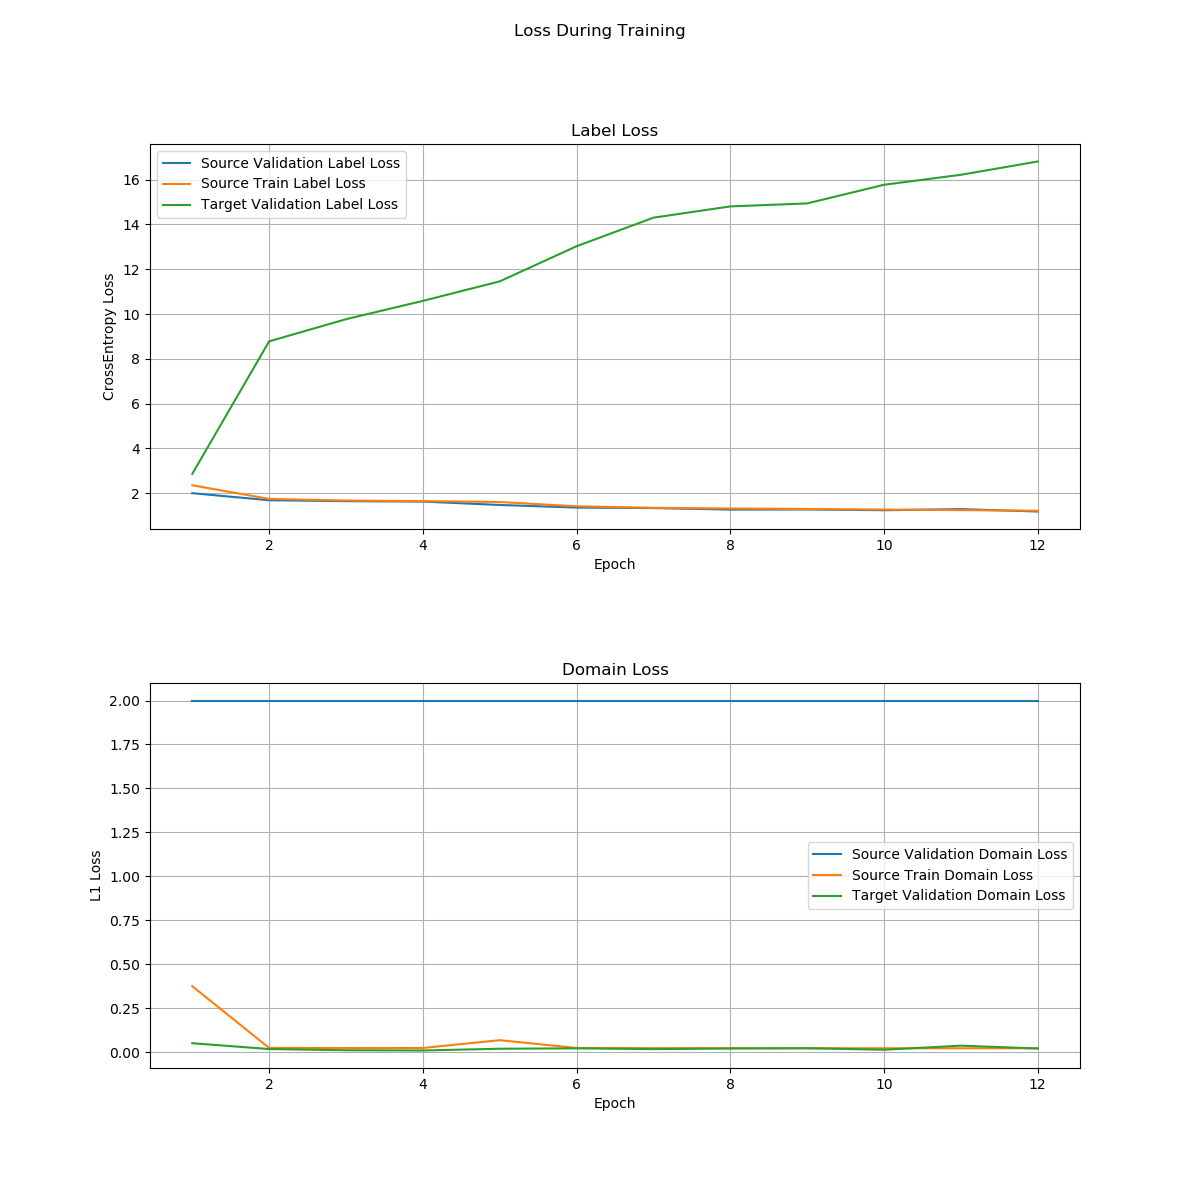 Loss During Training
Label Loss
Source Validation Label Loss
Source Train Label Loss
Target Validation Label Loss
16
14
12
10
8
6
4
2
CrossEntropy Loss
2 4 6 8 10 12
Epoch
Domain Loss
2.00
1.75
1.50
1.25
1.00
0.75
0.50
0.25
0.00
L1 Loss
Source Validation Domain Loss
Source Train Domain Loss
Target Validation Domain Loss
2 4 6 8 10 12
Epoch